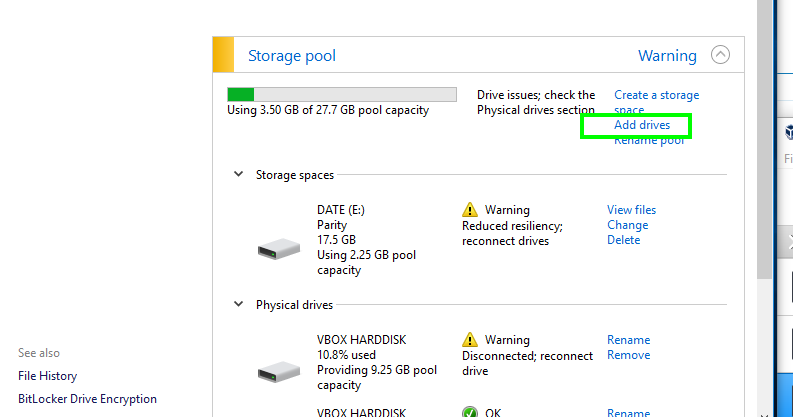 Storage pool
Warning
Using 3.50 GB of 27.7 GB pool capacity
Drive issues; check the
Physical drives section
Create a storage
space
Add drives
Rename pool
Storage spaces
DATE (E:)
Parity
17.5 GB
Using 2.25 GB pool
capacity
Warning
Reduced resiliency;
reconnect drives
View files
Change
Delete
Physical drives
VBOX HARDDISK
10.8% used
Providing 9.25 GB pool
capacity
Warning
Disconnected; reconnect
drive
Rename
Remove
See also
File History
BitLocker Drive Encryption
VBOX HARDDISK
OK
Rename